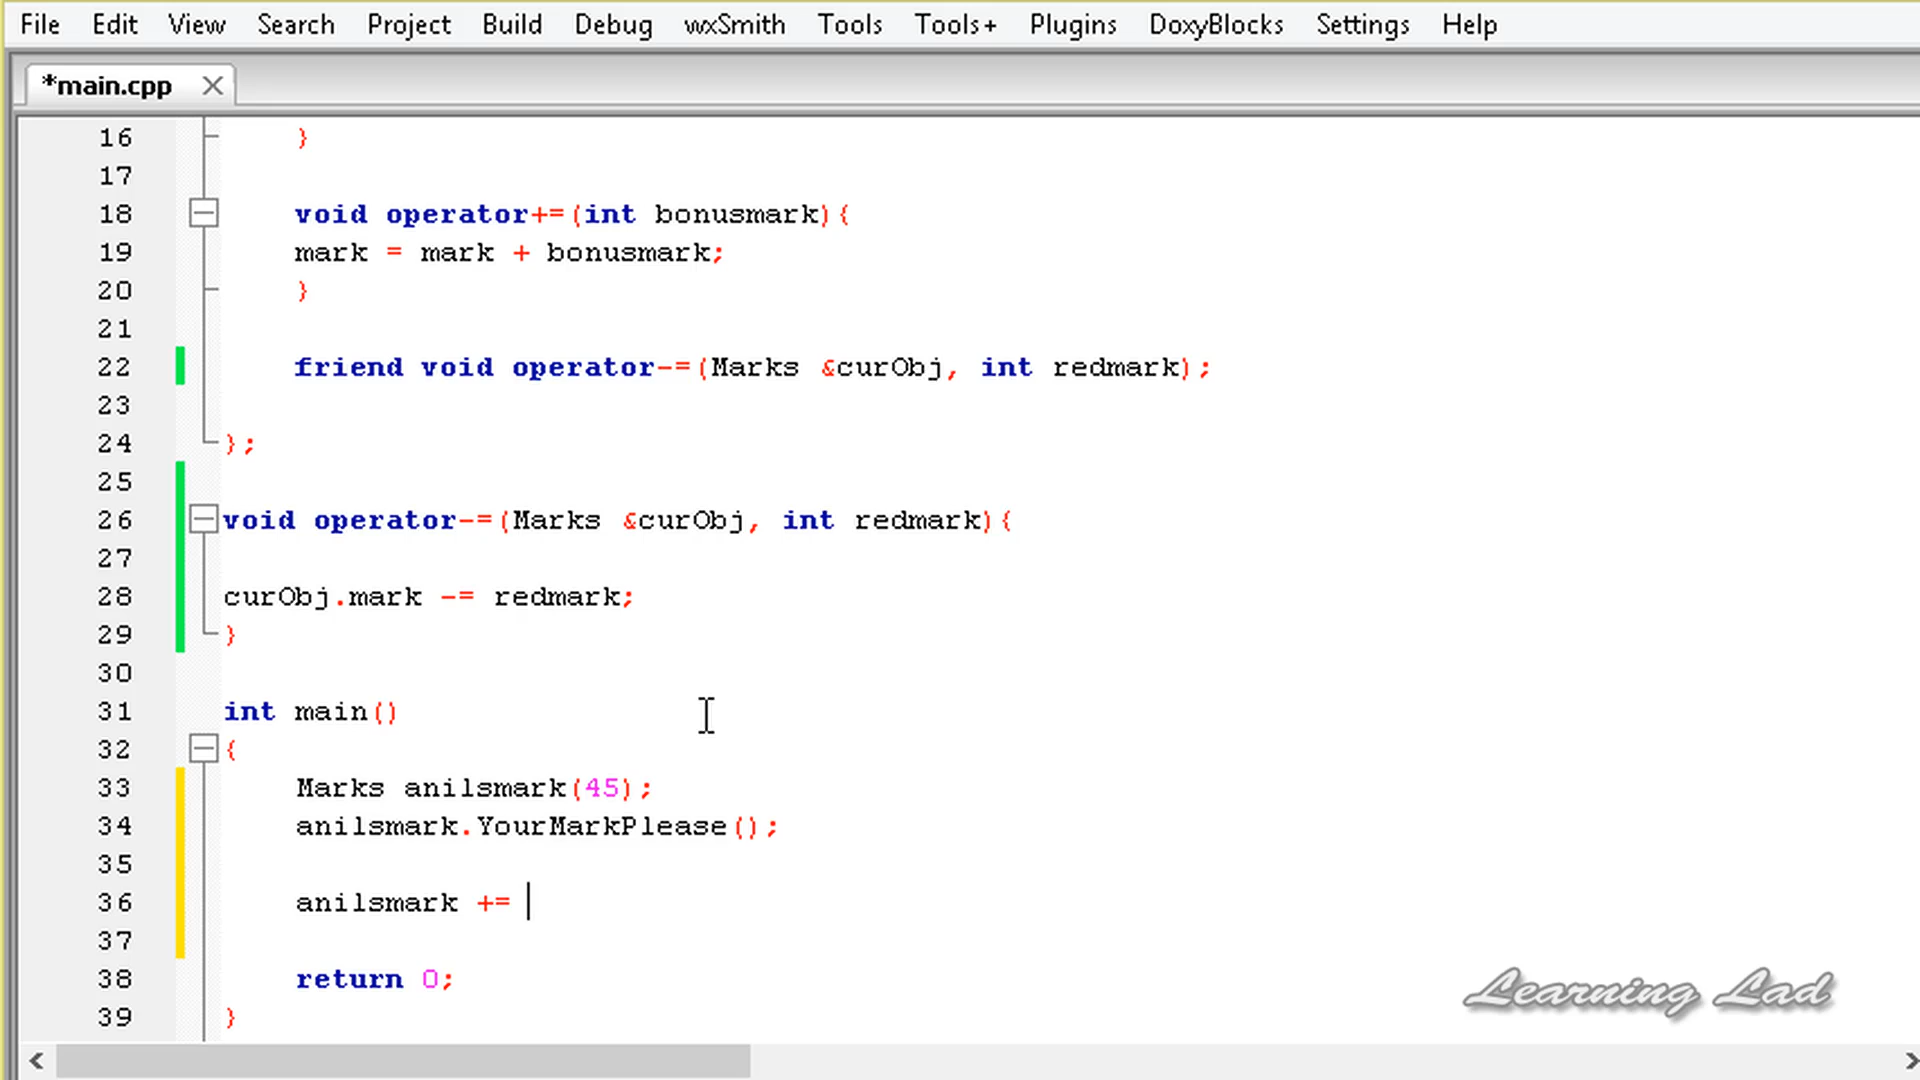 File Edit View Search Project Build Debug wxSmith Tools Tools+ Plugins DoxyBlocks Settings Help
*main.cpp
16 }
17
18 void operator+=(int bonusmark){
19 mark = mark + bonusmark;
20 }
21
22 friend void operator-=(Marks &curObj, int redmark);
23
24 };
25
26 void operator-=(Marks &curObj, int redmark){
27
28 curObj.mark -= redmark;
29 }
30
31 int main()
32 {
33 Marks anilsmark(45);
34 anilsmark.YourMarkPlease();
35
36 anilsmark +=
37
38 return 0;
39 }
Learning Lad